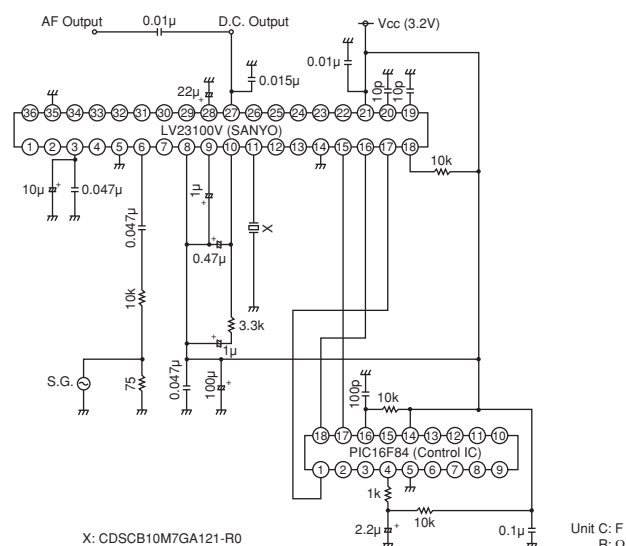 AF Output
0.01µ
D.C. Output
Vcc (3.2V)
0.01µ
0.015µ
22µ
+
10p
10p
36 35 34 33 32 31 30 29 28 27 26 25 24 23 22 21 20 19
LV23100V (SANYO)
1 2 3 4 5 6 7 8 9 10 11 12 13 14 15 16 17 18
10k
10µ
+
0.047µ
0.047µ
1µ
+
X
+
0.47µ
10k
3.3k
+
1µ
S.G.
75
0.047µ
100µ
+
100p
10k
18 17 16 15 14 13 12 11 10
PIC16F84 (Control IC)
1 2 3 4 5 6 7 8 9
1k
10k
2.2µ
+
0.1µ
X: CDSCB10M7GA121-R0
Unit C: F
R: Ω